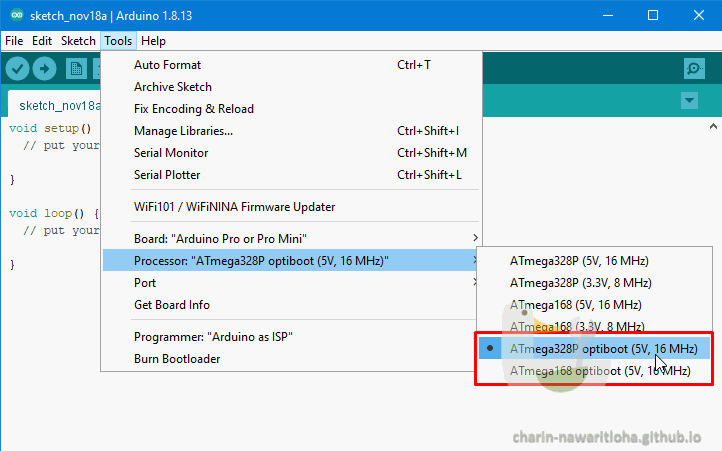 sketch_nov18a | Arduino 1.8.13
File Edit Sketch Tools Help
Auto Format Ctrl+T
Archive Sketch
Fix Encoding & Reload
Manage Libraries... Ctrl+Shift+I
Serial Monitor Ctrl+Shift+M
Serial Plotter Ctrl+Shift+L
WiFi101 / WiFiNINA Firmware Updater
Board: "Arduino Pro or Pro Mini"
Processor: "ATmega328P optiboot (5V, 16 MHz)"
Port
Get Board Info
Programmer: "Arduino as ISP"
Burn Bootloader
sketch_nov18a
void setup()
// put your
}
void loop() {
// put your
}
ATmega328P (5V, 16 MHz)
ATmega328P (3.3V, 8 MHz)
ATmega168 (5V, 16 MHz)
ATmega168 (3.3V, 8 MHz)
ATmega328P optiboot (5V, 16 MHz)
ATmega168 optiboot (5V, 16 MHz)
charin-nawaritloha.github.io